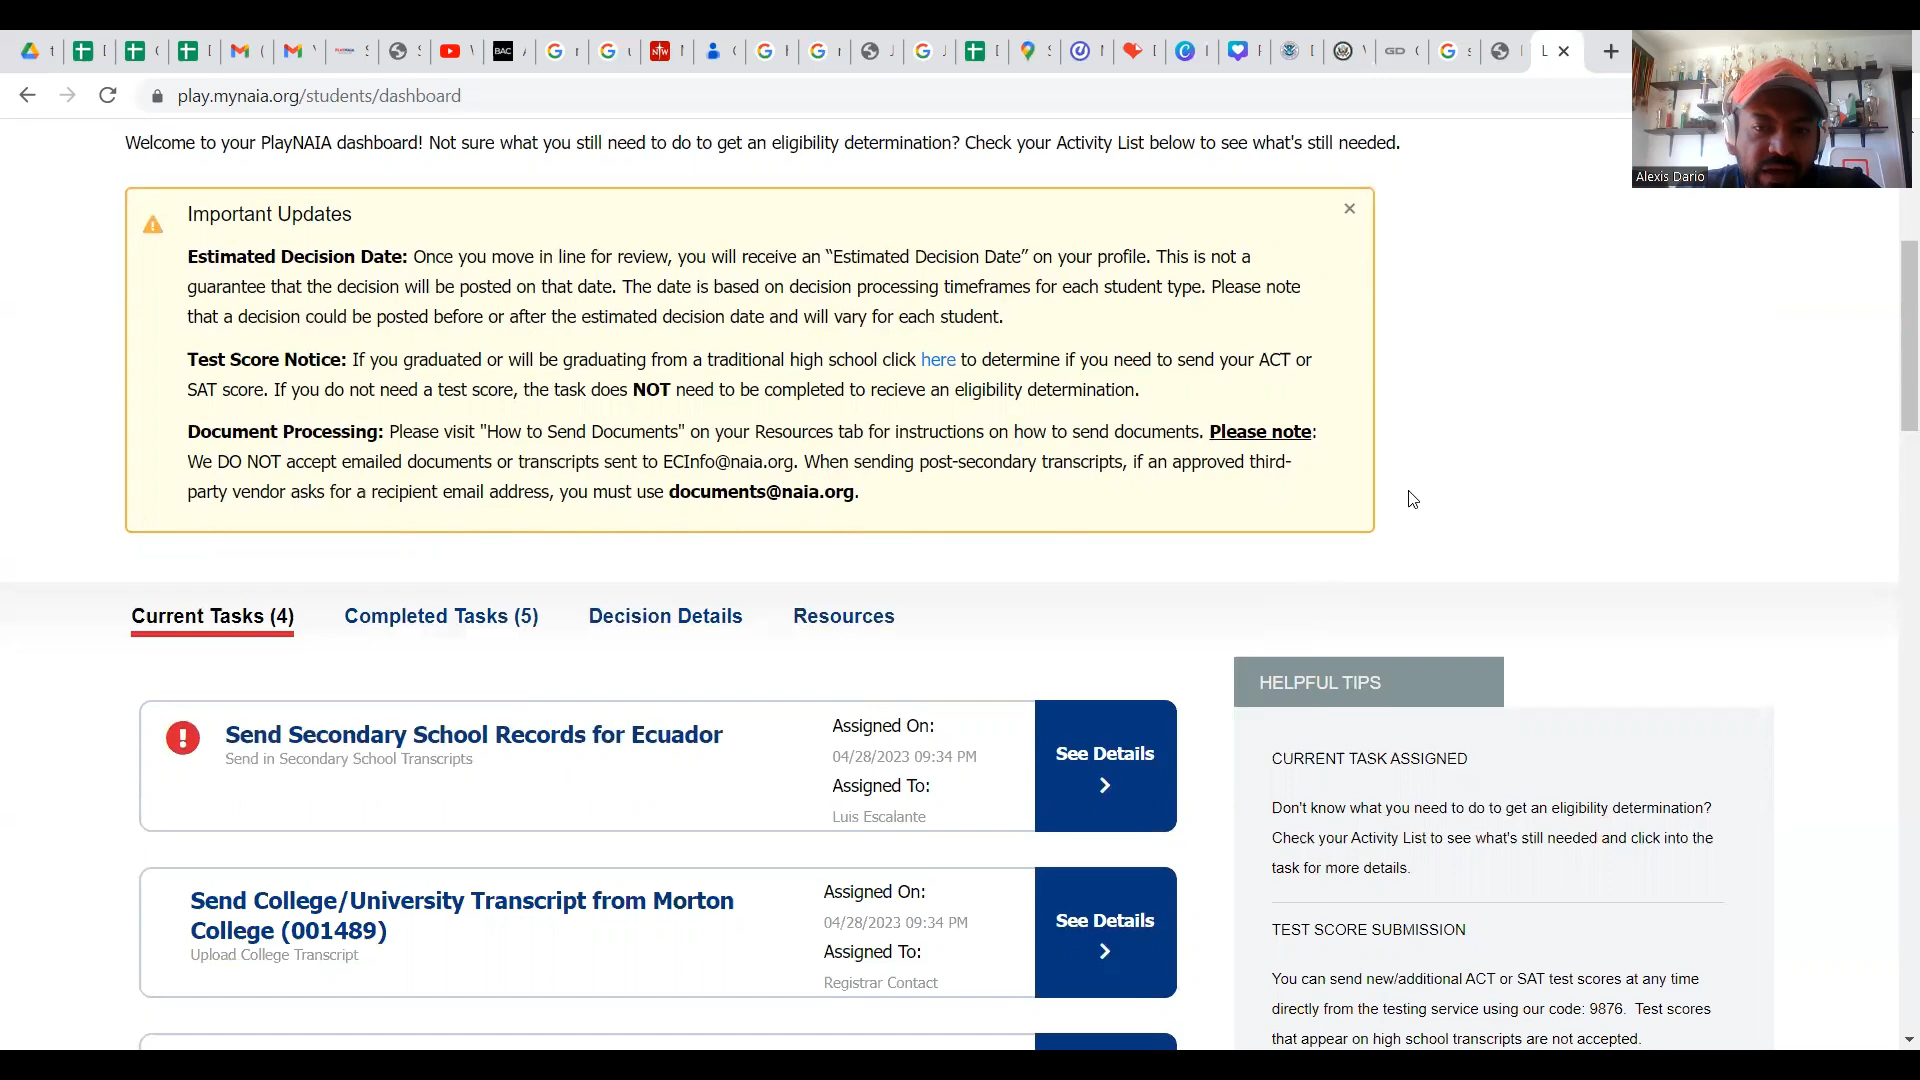 BAC
GD
L
play.mynaia.org/students/dashboard
Alexis Dario
Welcome to your PlayNAIA dashboard! Not sure what you still need to do to get an eligibility determination? Check your Activity List below to see what's still needed.
Important Updates
Estimated Decision Date: Once you move in line for review, you will receive an “Estimated Decision Date” on your profile. This is not a
guarantee that the decision will be posted on that date. The date is based on decision processing timeframes for each student type. Please note
that a decision could be posted before or after the estimated decision date and will vary for each student.
Test Score Notice: If you graduated or will be graduating from a traditional high school click here to determine if you need to send your ACT or
SAT score. If you do not need a test score, the task does NOT need to be completed to recieve an eligibility determination.
Document Processing: Please visit "How to Send Documents" on your Resources tab for instructions on how to send documents. Please note:
We DO NOT accept emailed documents or transcripts sent to ECInfo@naia.org. When sending post-secondary transcripts, if an approved third-
party vendor asks for a recipient email address, you must use documents@naia.org.
Current Tasks (4)
Completed Tasks (5)
Decision Details
Resources
Send Secondary School Records for Ecuador
Send in Secondary School Transcripts
Assigned On:
04/28/2023 09:34 PM
Assigned To:
Luis Escalante
See Details
Send College/University Transcript from Morton
College (001489)
Upload College Transcript
Assigned On:
04/28/2023 09:34 PM
Assigned To:
Registrar Contact
See Details
HELPFUL TIPS
CURRENT TASK ASSIGNED
Don't know what you need to do to get an eligibility determination?
Check your Activity List to see what's still needed and click into the
task for more details.
TEST SCORE SUBMISSION
You can send new/additional ACT or SAT test scores at any time
directly from the testing service using our code: 9876. Test scores
that appear on high school transcripts are not accepted.